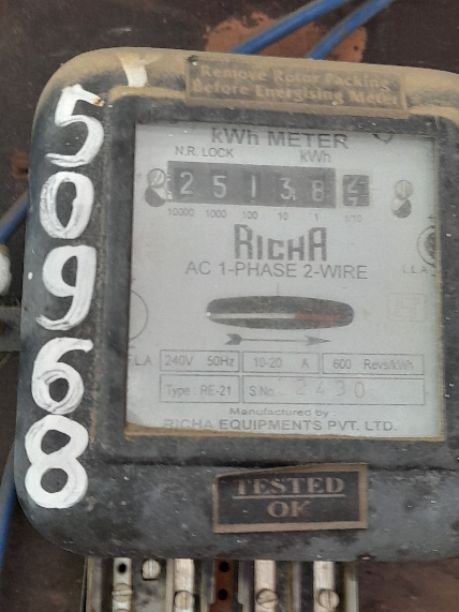 Remove Rotor Packing
Before Energising Meter
kWh METER
N.R. LOCK kWh
2 5 1 3 8
10000 1000 100 10 1 1/10
RICHA
AC 1-PHASE 2-WIRE
L.L.A.
E.L.A
240V 50Hz 10-20 A 600 Revs/kWh
Type : RE-21 S.No. 2430
Manufactured by :
RICHA EQUIPMENTS PVT. LTD.
TESTED
OK
50968